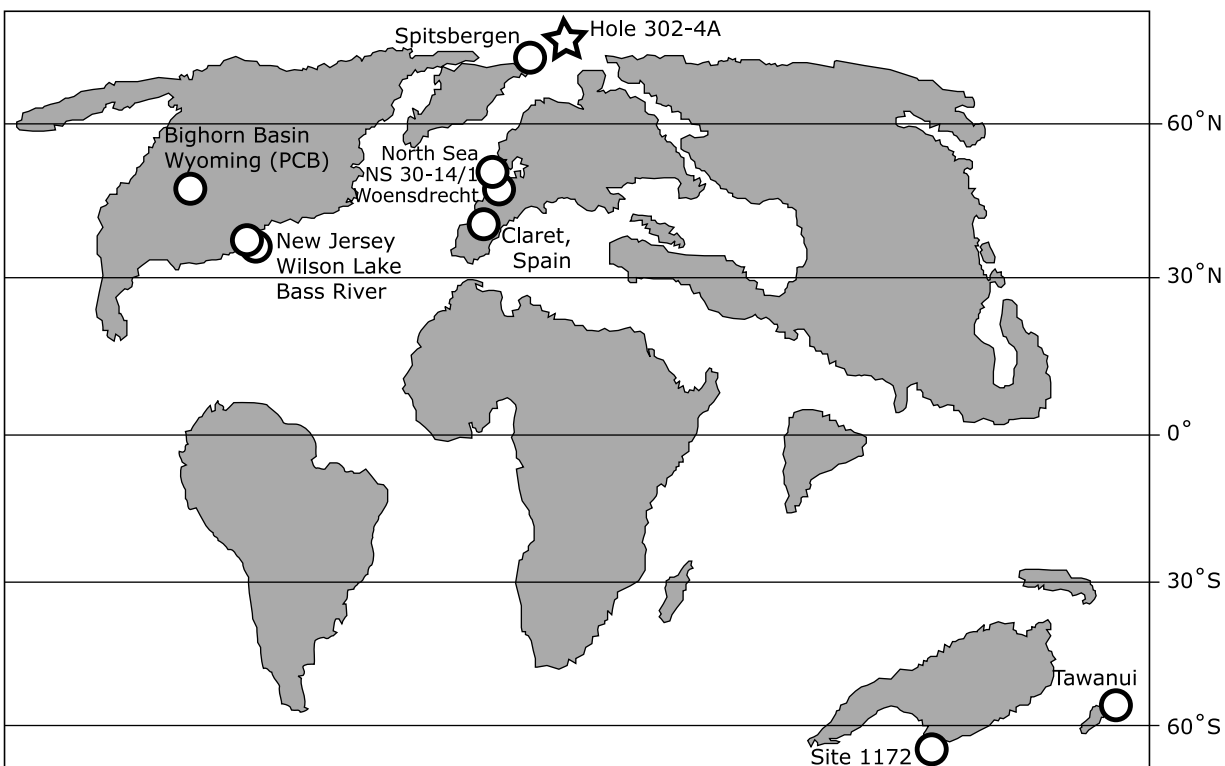 Spitsbergen
Hole 302-4A
60°N
Bighorn Basin
Wyoming (PCB)
North Sea
NS 30-14/1
Woensdrecht
New Jersey
Wilson Lake
Bass River
Claret,
Spain
30°N
0°
30°S
Tawanui
60°S
Site 1172